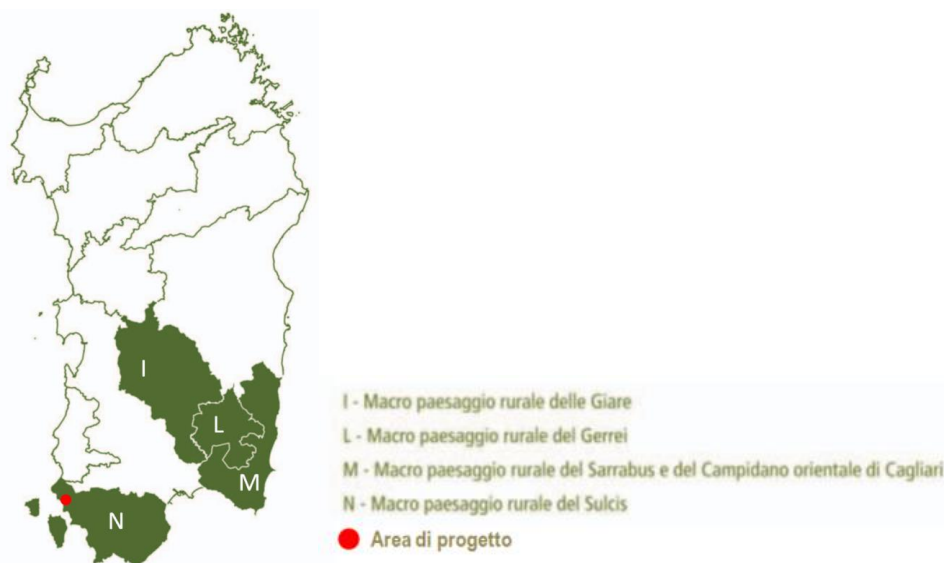 I
L
M
N
I - Macro paesaggio rurale delle Giare
L - Macro paesaggio rurale del Gerrei
M - Macro paesaggio rurale del Sarrabus e del Campidano orientale di Cagliari
N - Macro paesaggio rurale del Sulcis
Area di progetto